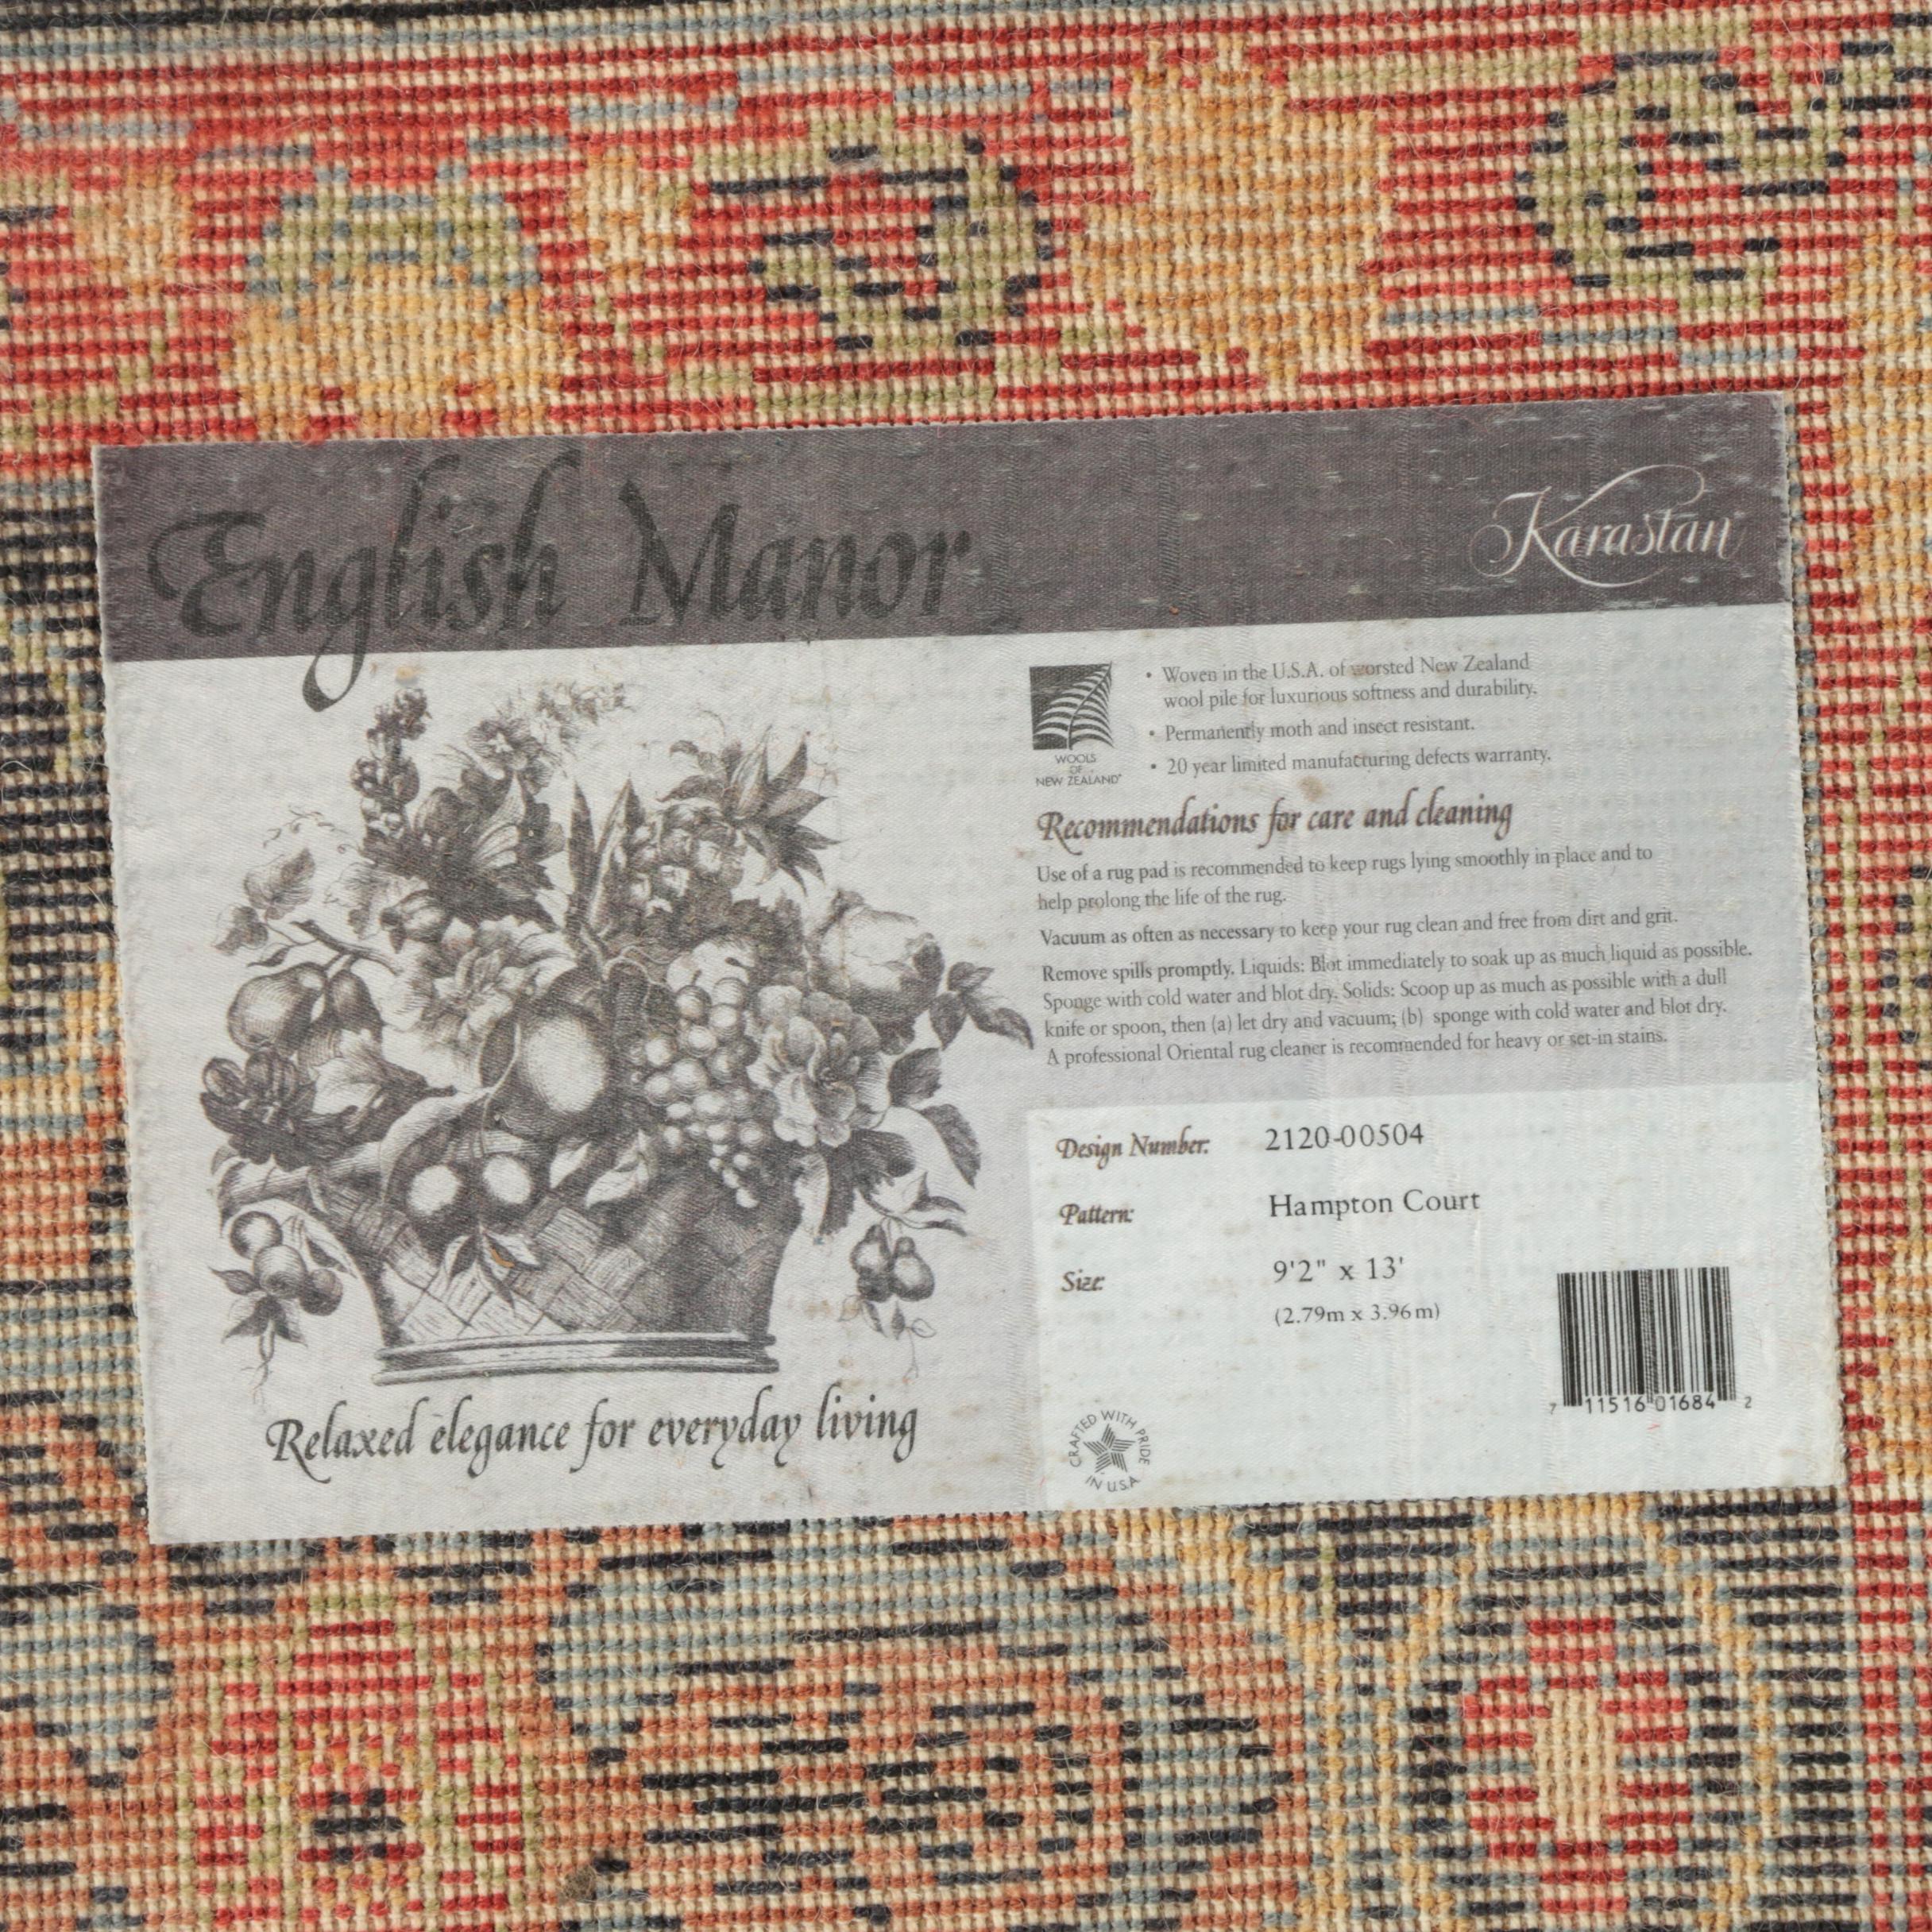 English Manor
Karastan
WOOLS
OF
NEW ZEALAND
• Woven in the U.S.A. of worsted New Zealand
wool pile for luxurious softness and durability.
• Permanently moth and insect resistant.
• 20 year limited manufacturing defects warranty.
Recommendations for care and cleaning
Use of a rug pad is recommended to keep rugs lying smoothly in place and to
help prolong the life of the rug.
Vacuum as often as necessary to keep your rug clean and free from dirt and grit.
Remove spills promptly. Liquids: Blot immediately to soak up as much liquid as possible.
Sponge with cold water and blot dry. Solids: Scoop up as much as possible with a dull
knife or spoon, then (a) let dry and vacuum; (b) sponge with cold water and blot dry.
A professional Oriental rug cleaner is recommended for heavy or set-in stains.
Design Number: 2120-00504
Pattern: Hampton Court
Size: 9'2" x 13'
(2.79m x 3.96m)
7 11516 01684 2
CRAFTED WITH PRIDE
IN U.S.A
Relaxed elegance for everyday living